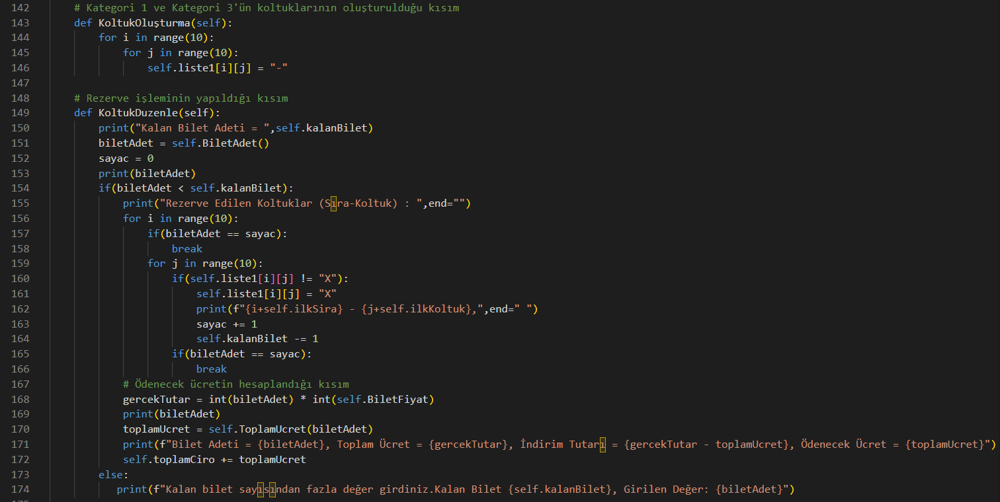 142 # Kategori 1 ve Kategori 3'ün koltuklarının oluşturulduğu kısım
143 def KoltukOluşturma(self):
144 for i in range(10):
145 for j in range(10):
146 self.liste1[i][j] = "-"
147
148 # Rezerve işleminin yapıldığı kısım
149 def KoltukDuzenle(self):
150 print("Kalan Bilet Adeti = ",self.kalanBilet)
151 biletAdet = self.BiletAdet()
152 sayac = 0
153 print(biletAdet)
154 if(biletAdet < self.kalanBilet):
155 print("Rezerve Edilen Koltuklar (Sıra-Koltuk) : ",end="")
156 for i in range(10):
157 if(biletAdet == sayac):
158 break
159 for j in range(10):
160 if(self.liste1[i][j] != "X"):
161 self.liste1[i][j] = "X"
162 print(f"{i+self.ilkSira} - {j+self.ilkKoltuk},",end=" ")
163 sayac += 1
164 self.kalanBilet -= 1
165 if(biletAdet == sayac):
166 break
167 # Ödenecek ücretin hesaplandığı kısım
168 gercekTutar = int(biletAdet) * int(self.BiletFiyat)
169 print(biletAdet)
170 toplamUcret = self.ToplamUcret(biletAdet)
171 print(f"Bilet Adeti = {biletAdet}, Toplam Ücret = {gercekTutar}, İndirim Tutarı = {gercekTutar - toplamUcret}, Ödenecek Ücret = {toplamUcret}")
172 self.toplamCiro += toplamUcret
173 else:
174 print(f"Kalan bilet sayısından fazla değer girdiniz.Kalan Bilet {self.kalanBilet}, Girilen Değer: {biletAdet}")